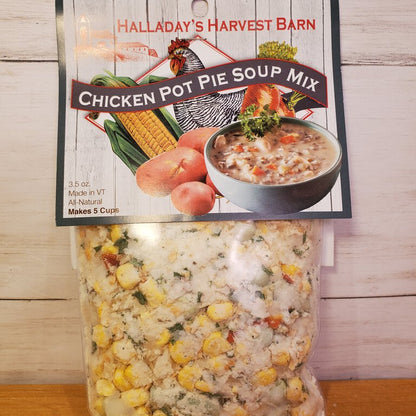 HALLADAY'S HARVEST BARN
CHICKEN POT PIE SOUP MIX
3.5 oz.
Made in VT
All-Natural
Makes 5 Cups